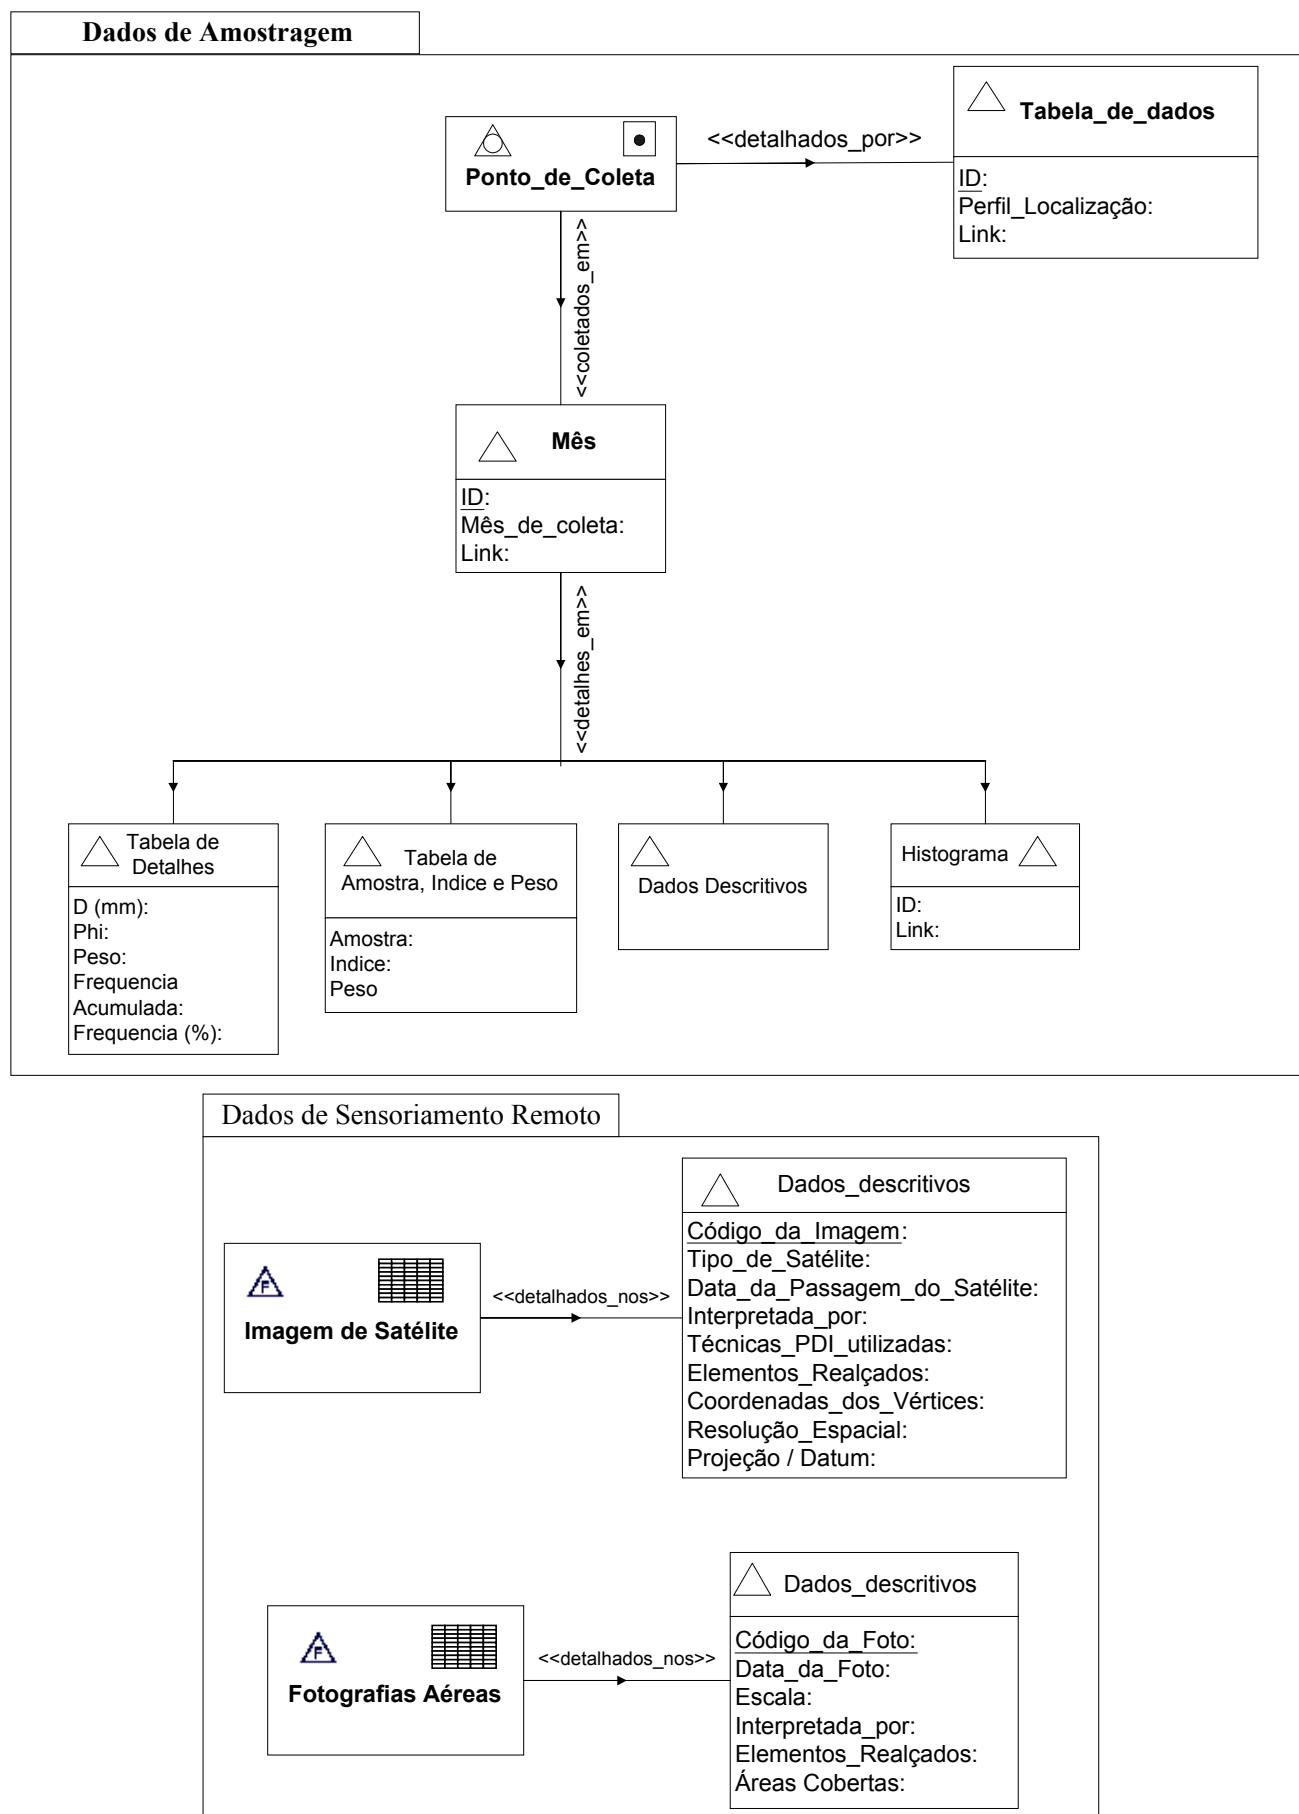 Dados de Amostragem
Ponto_de_Coleta
<<detalhados_por>>
Tabela_de_dados
ID:
Perfil_Localização:
Link:
<<coletados_em>>
Mês
ID:
Mês_de_coleta:
Link:
<<detalhes_em>>
Tabela de
Detalhes
D (mm):
Phi:
Peso:
Frequencia
Acumulada:
Frequencia (%):
Tabela de
Amostra, Indice e Peso
Amostra:
Indice:
Peso
Dados Descritivos
Histograma
ID:
Link:
Dados de Sensoriamento Remoto
F
Imagem de Satélite
<<detalhados_nos>>
Dados_descritivos
Código_da_Imagem:
Tipo_de_Satélite:
Data_da_Passagem_do_Satélite:
Interpretada_por:
Técnicas_PDI_utilizadas:
Elementos_Realçados:
Coordenadas_dos_Vértices:
Resolução_Espacial:
Projeção / Datum:
F
Fotografias Aéreas
<<detalhados_nos>>
Dados_descritivos
Código_da_Foto:
Data_da_Foto:
Escala:
Interpretada_por:
Elementos_Realçados:
Áreas Cobertas: